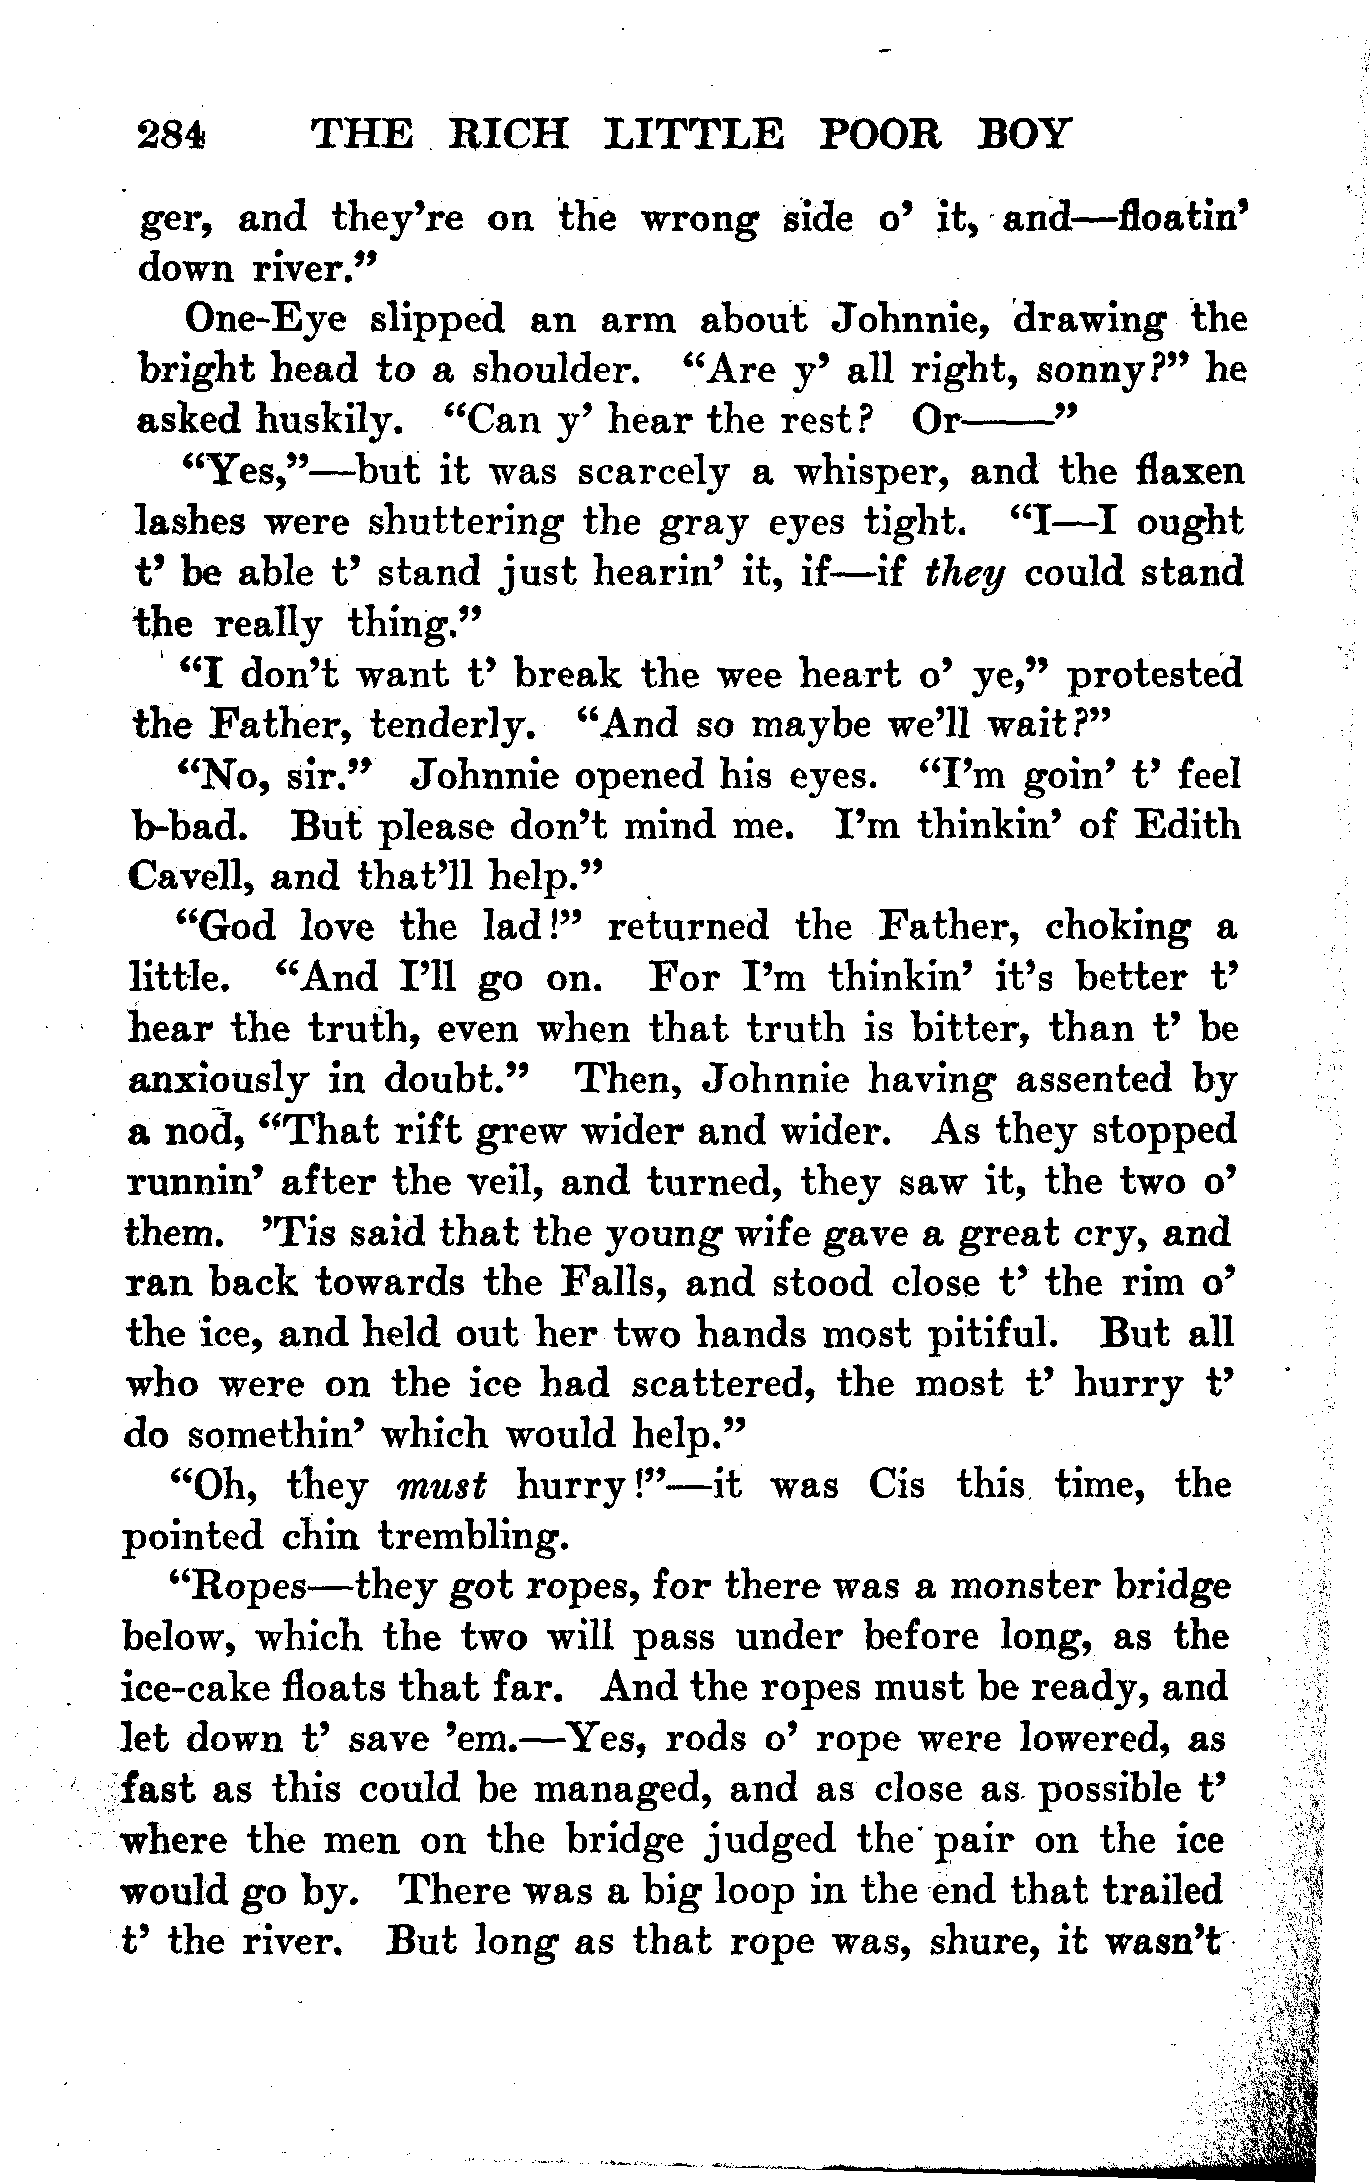 284 THE RICH LITTLE POOR BOY
ger, and they're on the wrong side o' it, and—floatin'
down river."
One-Eye slipped an arm about Johnnie, drawing the
bright head to a shoulder. "Are y' all right, sonny?" he
asked huskily. "Can y' hear the rest? Or——"
"Yes,"—but it was scarcely a whisper, and the flaxen
lashes were shuttering the gray eyes tight. "I—I ought
t' be able t' stand just hearin' it, if—if they could stand
the really thing."
"I don't want t' break the wee heart o' ye," protested
the Father, tenderly. "And so maybe we'll wait?"
"No, sir." Johnnie opened his eyes. "I'm goin' t' feel
b-bad. But please don't mind me. I'm thinkin' of Edith
Cavell, and that'll help."
"God love the lad!" returned the Father, choking a
little. "And I'll go on. For I'm thinkin' it's better t'
hear the truth, even when that truth is bitter, than t' be
anxiously in doubt." Then, Johnnie having assented by
a nod, "That rift grew wider and wider. As they stopped
runnin' after the veil, and turned, they saw it, the two o'
them. 'Tis said that the young wife gave a great cry, and
ran back towards the Falls, and stood close t' the rim o'
the ice, and held out her two hands most pitiful. But all
who were on the ice had scattered, the most t' hurry t'
do somethin' which would help."
"Oh, they must hurry!"—it was Cis this time, the
pointed chin trembling.
"Ropes—they got ropes, for there was a monster bridge
below, which the two will pass under before long, as the
ice-cake floats that far. And the ropes must be ready, and
let down t' save 'em.—Yes, rods o' rope were lowered, as
fast as this could be managed, and as close as possible t'
where the men on the bridge judged the pair on the ice
would go by. There was a big loop in the end that trailed
t' the river. But long as that rope was, shure, it wasn't